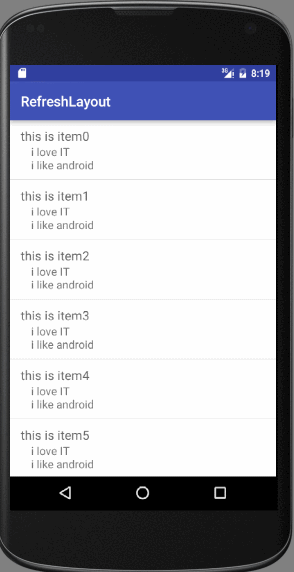 3G 8:19
RefreshLayout
this is item0
i love IT
i like android
this is item1
i love IT
i like android
this is item2
i love IT
i like android
this is item3
i love IT
i like android
this is item4
i love IT
i like android
this is item5
i love IT
i like android